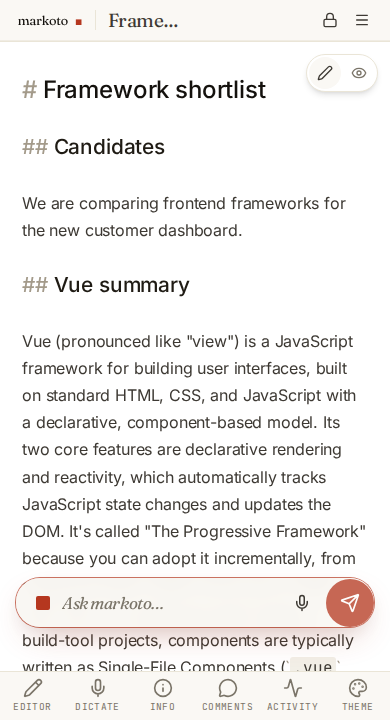 markoto
Frame...
# Framework shortlist
## Candidates
We are comparing frontend frameworks for
the new customer dashboard.
## Vue summary
Vue (pronounced like "view") is a JavaScript
framework for building user interfaces, built
on standard HTML, CSS, and JavaScript with
a declarative, component-based model. Its
two core features are declarative rendering
and reactivity, which automatically tracks
JavaScript state changes and updates the
DOM. It's called "The Progressive Framework"
because you can adopt it incrementally, from
Ask markoto...
build-tool projects, components are typically
written as Single-File Components (`.vue`
EDITOR
DICTATE
INFO
COMMENTS
ACTIVITY
THEME